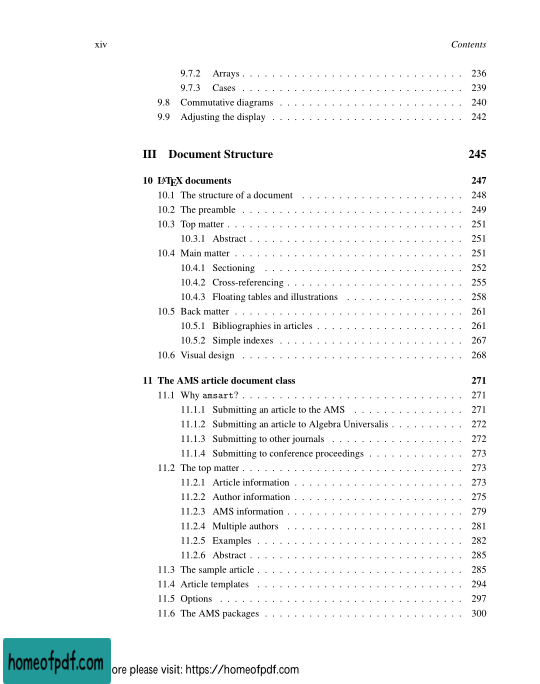 xiv Contents
9.7.2 Arrays . . . . . . . . . . . . . . . . . . . . . . . . . . . . . . 236
9.7.3 Cases . . . . . . . . . . . . . . . . . . . . . . . . . . . . . . 239
9.8 Commutative diagrams . . . . . . . . . . . . . . . . . . . . . . . . . 240
9.9 Adjusting the display . . . . . . . . . . . . . . . . . . . . . . . . . . 242
III Document Structure 245
10 LATEX documents 247
10.1 The structure of a document . . . . . . . . . . . . . . . . . . . . . . 248
10.2 The preamble . . . . . . . . . . . . . . . . . . . . . . . . . . . . . . 249
10.3 Top matter . . . . . . . . . . . . . . . . . . . . . . . . . . . . . . . . 251
10.3.1 Abstract . . . . . . . . . . . . . . . . . . . . . . . . . . . . . 251
10.4 Main matter . . . . . . . . . . . . . . . . . . . . . . . . . . . . . . . 251
10.4.1 Sectioning . . . . . . . . . . . . . . . . . . . . . . . . . . . 252
10.4.2 Cross-referencing . . . . . . . . . . . . . . . . . . . . . . . . 255
10.4.3 Floating tables and illustrations . . . . . . . . . . . . . . . . 258
10.5 Back matter . . . . . . . . . . . . . . . . . . . . . . . . . . . . . . . 261
10.5.1 Bibliographies in articles . . . . . . . . . . . . . . . . . . . . 261
10.5.2 Simple indexes . . . . . . . . . . . . . . . . . . . . . . . . . 267
10.6 Visual design . . . . . . . . . . . . . . . . . . . . . . . . . . . . . . 268
11 The AMS article document class 271
11.1 Why amsart? . . . . . . . . . . . . . . . . . . . . . . . . . . . . . . 271
11.1.1 Submitting an article to the AMS . . . . . . . . . . . . . . . 271
11.1.2 Submitting an article to Algebra Universalis . . . . . . . . . . 272
11.1.3 Submitting to other journals . . . . . . . . . . . . . . . . . . 272
11.1.4 Submitting to conference proceedings . . . . . . . . . . . . . 273
11.2 The top matter . . . . . . . . . . . . . . . . . . . . . . . . . . . . . . 273
11.2.1 Article information . . . . . . . . . . . . . . . . . . . . . . . 273
11.2.2 Author information . . . . . . . . . . . . . . . . . . . . . . . 275
11.2.3 AMS information . . . . . . . . . . . . . . . . . . . . . . . . 279
11.2.4 Multiple authors . . . . . . . . . . . . . . . . . . . . . . . . 281
11.2.5 Examples . . . . . . . . . . . . . . . . . . . . . . . . . . . . 282
11.2.6 Abstract . . . . . . . . . . . . . . . . . . . . . . . . . . . . . 285
11.3 The sample article . . . . . . . . . . . . . . . . . . . . . . . . . . . . 285
11.4 Article templates . . . . . . . . . . . . . . . . . . . . . . . . . . . . 294
11.5 Options . . . . . . . . . . . . . . . . . . . . . . . . . . . . . . . . . 297
11.6 The AMS packages . . . . . . . . . . . . . . . . . . . . . . . . . . . 300
homeofpdf.com ore please visit: https://homeofpdf.com